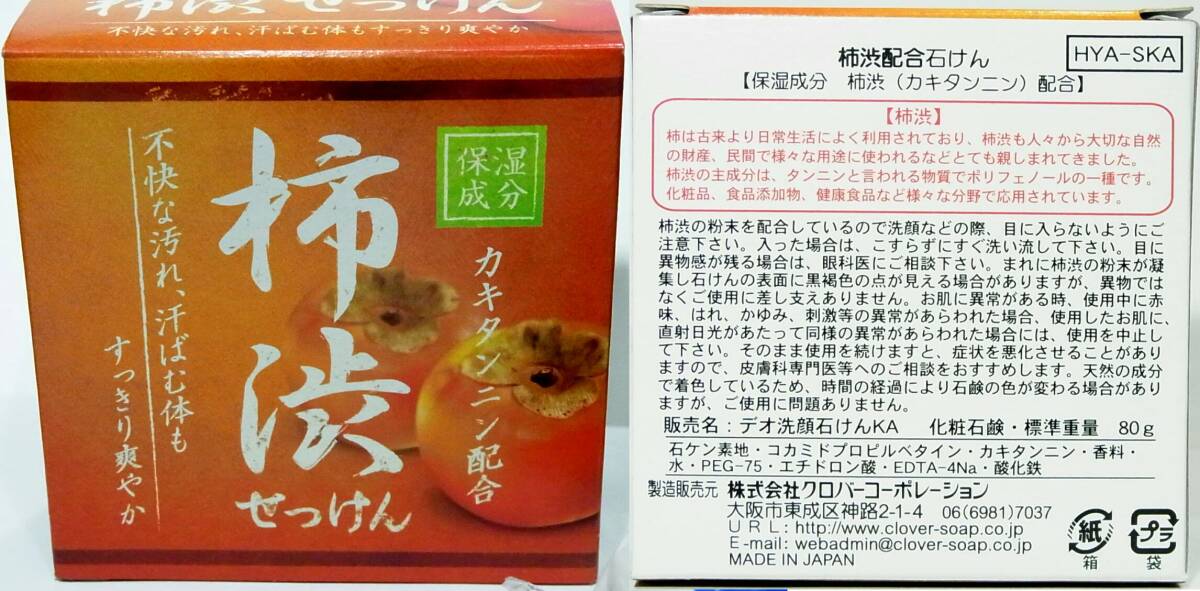 柿渋せっけん
不快な汚れ、汗ばむ体もすっきり爽やか
保湿
成分
カキタンニン配合
柿渋
せっけん
不快な汚れ、汗ばむ体も
すっきり爽やか
柿渋配合石けん
HYA-SKA
【保湿成分 柿渋（カキタンニン）配合】
【柿渋】
柿は古来より日常生活によく利用されており、柿渋も人々から大切な自然
の財産、民間で様々な用途に使われるなどとても親しまれてきました。
柿渋の主成分は、タンニンと言われる物質でポリフェノールの一種です。
化粧品、食品添加物、健康食品など様々な分野で応用されています。
柿渋の粉末を配合しているので洗顔などの際、目に入らないようにご
注意下さい。入った場合は、こすらずにすぐ洗い流して下さい。目に
異物感が残る場合は、眼科医にご相談下さい。まれに柿渋の粉末が凝
集し石けんの表面に黒褐色の点が見える場合がありますが、異物では
なくご使用に差し支えありません。お肌に異常がある時、使用中に赤
味、はれ、かゆみ、刺激等の異常があらわれた場合、使用したお肌に、
直射日光があたって同様の異常があらわれた場合には、使用を中止し
て下さい。そのまま使用を続けますと、症状を悪化させることがあり
ますので、皮膚科専門医等へのご相談をおすすめします。天然の成分
で着色しているため、時間の経過により石鹸の色が変わる場合があり
ますが、ご使用に問題ありません。
販売名：デオ洗顔石けんKA 化粧石鹸・標準重量 80g
石ケン素地・コカミドプロピルベタイン・カキタンニン・香料・
水・PEG-75・エチドロン酸・EDTA-4Na・酸化鉄
製造販売元 株式会社クロバーコーポレーション
大阪市東成区神路2-1-4 06(6981)7037
URL:http://www.clover-soap.co.jp
E-mail:webadmin@clover-soap.co.jp
MADE IN JAPAN
紙
箱
プラ
袋